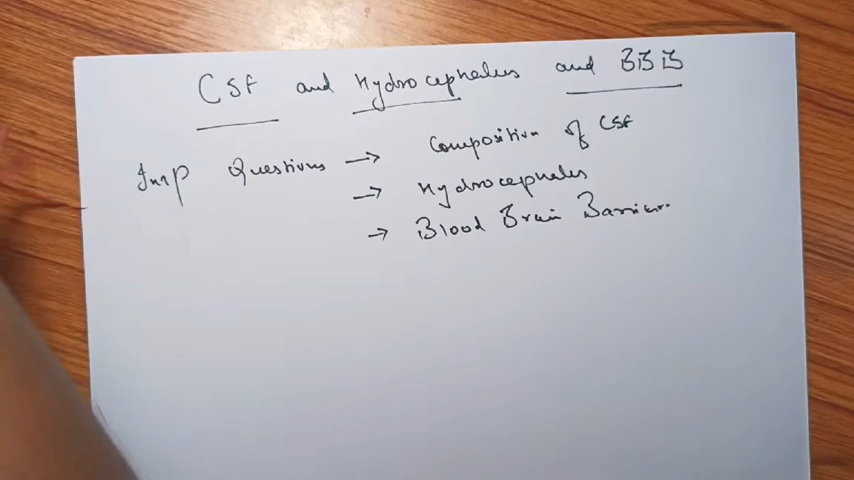 CSF and Hydrocephalus and BBB
Imp Questions → Composition of CSF
→ Hydrocephalus
→ Blood Brain Barrier.